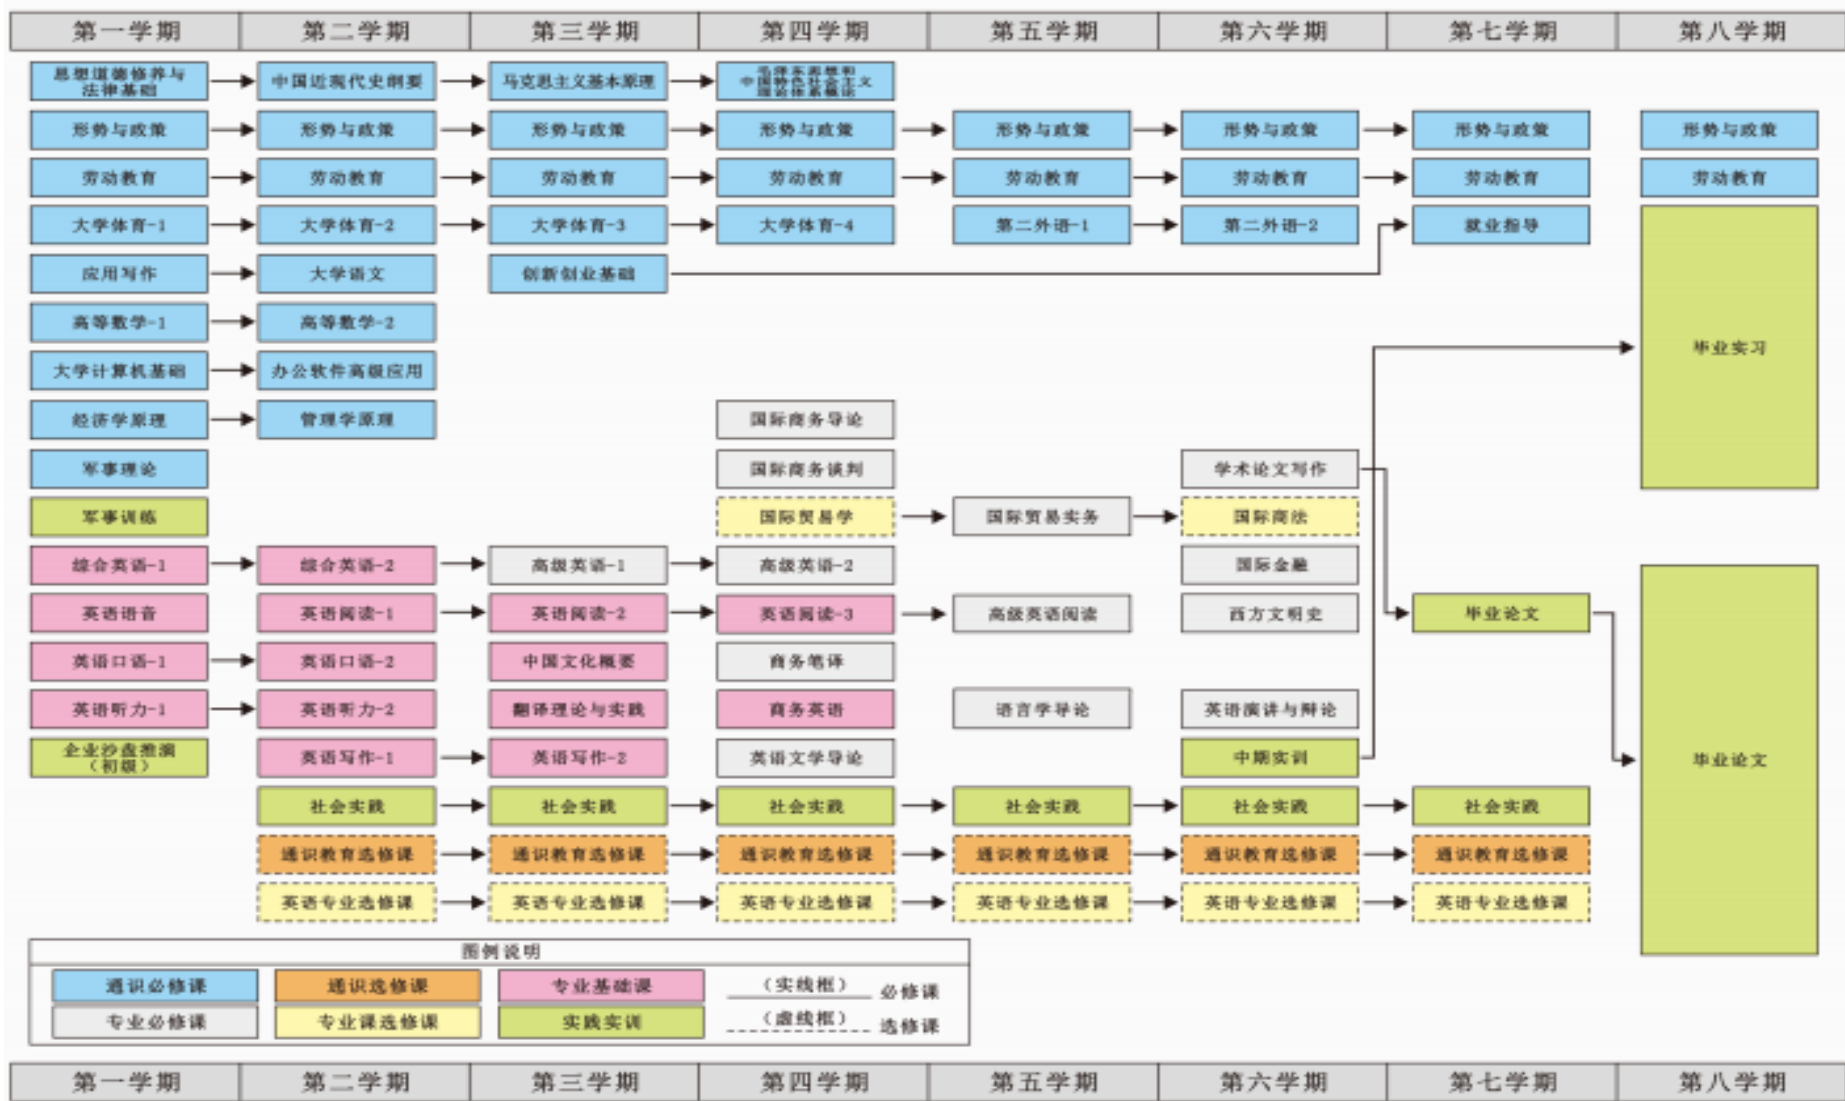 第一学期 第二学期 第三学期 第四学期 第五学期 第六学期 第七学期 第八学期
思想道德修养与
法律基础
中国近现代史纲要
马克思主义基本原理
毛泽东思想和
中国特色社会主义
理论体系概论
形势与政策 形势与政策 形势与政策 形势与政策 形势与政策 形势与政策 形势与政策 形势与政策
劳动教育 劳动教育 劳动教育 劳动教育 劳动教育 劳动教育 劳动教育 劳动教育
大学体育-1 大学体育-2 大学体育-3 大学体育-4 第二外语-1 第二外语-2 就业指导
应用写作 大学语文 创新创业基础
高等数学-1 高等数学-2
毕业实习
大学计算机基础 办公软件高级应用
经济学原理 管理学原理 国际商务导论
军事理论 国际商务谈判 学术论文写作
军事训练 国际贸易学 国际贸易实务 国际商法
综合英语-1 综合英语-2 高级英语-1 高级英语-2 国际金融
英语语音 英语阅读-1 英语阅读-2 英语阅读-3 高级英语阅读 西方文明史 毕业论文
英语口语-1 英语口语-2 中国文化概要 商务笔译
英语听力-1 英语听力-2 翻译理论与实践 商务英语 语言学导论 英语演讲与辩论
企业沙盘推演
（初级）
英语写作-1 英语写作-2 英语文学导论 中期实训 毕业论文
社会实践 社会实践 社会实践 社会实践 社会实践 社会实践
通识教育选修课 通识教育选修课 通识教育选修课 通识教育选修课 通识教育选修课 通识教育选修课
英语专业选修课 英语专业选修课 英语专业选修课 英语专业选修课 英语专业选修课 英语专业选修课
图例说明
通识必修课 通识选修课 专业基础课 （实线框） 必修课
专业必修课 专业课选修课 实践实训 （虚线框） 选修课
第一学期 第二学期 第三学期 第四学期 第五学期 第六学期 第七学期 第八学期